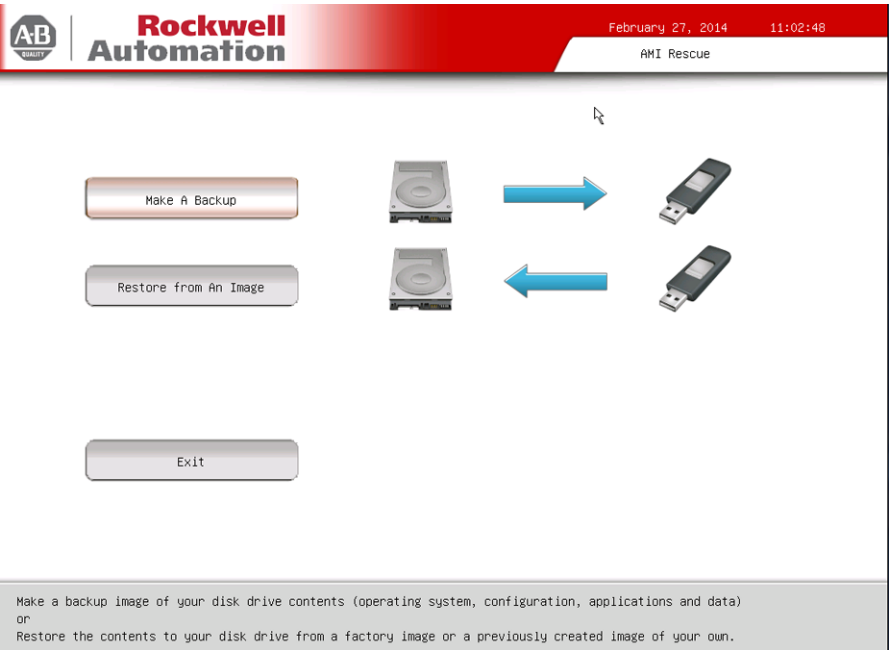 A-B
QUALITY
Rockwell
Automation
February 27, 2014 11:02:48
AMI Rescue
Make A Backup
Restore from An Image
Exit
Make a backup image of your disk drive contents (operating system, configuration, applications and data)
or
Restore the contents to your disk drive from a factory image or a previously created image of your own.